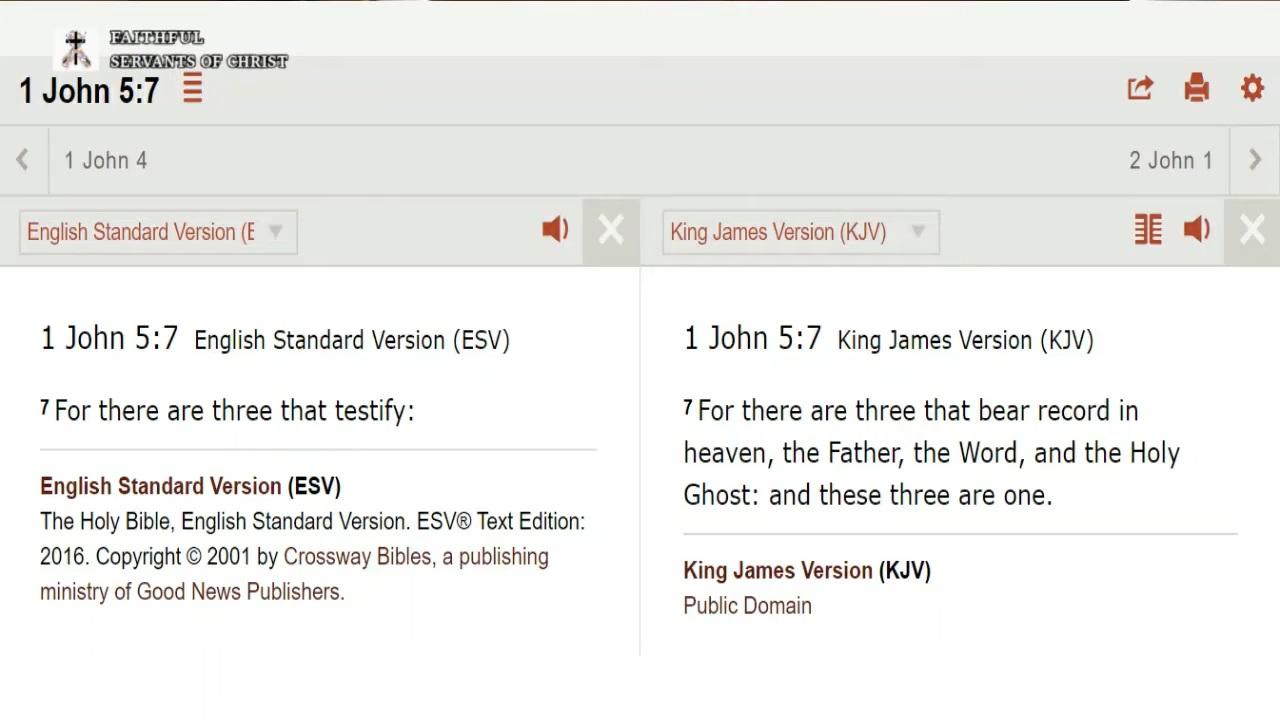 FAITHFUL
SERVANTS OF CHRIST
1 John 5:7
1 John 4
2 John 1
English Standard Version (E
King James Version (KJV)
1 John 5:7 English Standard Version (ESV)
7 For there are three that testify:
English Standard Version (ESV)
The Holy Bible, English Standard Version. ESV® Text Edition:
2016. Copyright © 2001 by Crossway Bibles, a publishing
ministry of Good News Publishers.
1 John 5:7 King James Version (KJV)
7 For there are three that bear record in
heaven, the Father, the Word, and the Holy
Ghost: and these three are one.
King James Version (KJV)
Public Domain